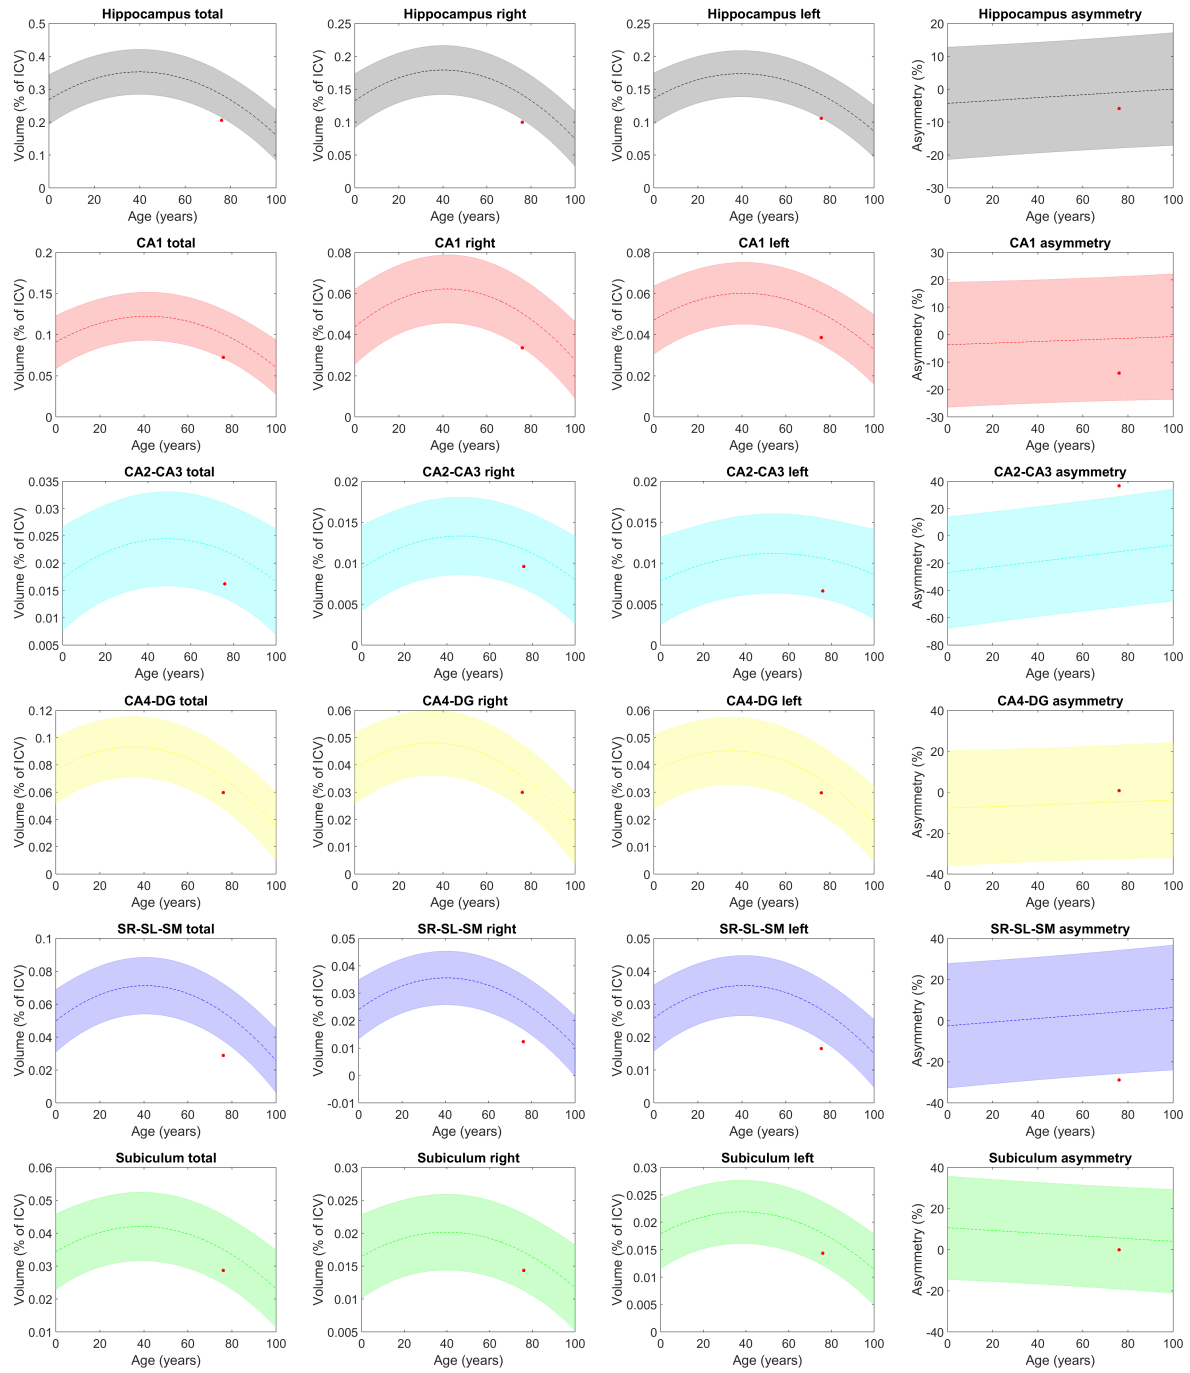 Hippocampus total
Volume (% of ICV)
0.5
0.4
0.3
0.2
0.1
0
0 20 40 60 80 100
Age (years)
Hippocampus right
Volume (% of ICV)
0.25
0.2
0.15
0.1
0.05
0
0 20 40 60 80 100
Age (years)
Hippocampus left
Volume (% of ICV)
0.25
0.2
0.15
0.1
0.05
0
0 20 40 60 80 100
Age (years)
Hippocampus asymmetry
Asymmetry (%)
20
10
0
-10
-20
-30
0 20 40 60 80 100
Age (years)
CA1 total
Volume (% of ICV)
0.2
0.15
0.1
0.05
0
0 20 40 60 80 100
Age (years)
CA1 right
Volume (% of ICV)
0.08
0.06
0.04
0.02
0
0 20 40 60 80 100
Age (years)
CA1 left
Volume (% of ICV)
0.08
0.06
0.04
0.02
0
0 20 40 60 80 100
Age (years)
CA1 asymmetry
Asymmetry (%)
30
20
10
0
-10
-20
-30
0 20 40 60 80 100
Age (years)
CA2-CA3 total
Volume (% of ICV)
0.035
0.03
0.025
0.02
0.015
0.01
0.005
0 20 40 60 80 100
Age (years)
CA2-CA3 right
Volume (% of ICV)
0.02
0.015
0.01
0.005
0
0 20 40 60 80 100
Age (years)
CA2-CA3 left
Volume (% of ICV)
0.02
0.015
0.01
0.005
0
0 20 40 60 80 100
Age (years)
CA2-CA3 asymmetry
Asymmetry (%)
40
20
0
-20
-40
-60
-80
0 20 40 60 80 100
Age (years)
CA4-DG total
Volume (% of ICV)
0.12
0.1
0.08
0.06
0.04
0.02
0
0 20 40 60 80 100
Age (years)
CA4-DG right
Volume (% of ICV)
0.06
0.05
0.04
0.03
0.02
0.01
0
0 20 40 60 80 100
Age (years)
CA4-DG left
Volume (% of ICV)
0.06
0.05
0.04
0.03
0.02
0.01
0
0 20 40 60 80 100
Age (years)
CA4-DG asymmetry
Asymmetry (%)
40
20
0
-20
-40
0 20 40 60 80 100
Age (years)
SR-SL-SM total
Volume (% of ICV)
0.1
0.08
0.06
0.04
0.02
0
0 20 40 60 80 100
Age (years)
SR-SL-SM right
Volume (% of ICV)
0.05
0.04
0.03
0.02
0.01
0
-0.01
0 20 40 60 80 100
Age (years)
SR-SL-SM left
Volume (% of ICV)
0.05
0.04
0.03
0.02
0.01
0
0 20 40 60 80 100
Age (years)
SR-SL-SM asymmetry
Asymmetry (%)
40
20
0
-20
-40
0 20 40 60 80 100
Age (years)
Subiculum total
Volume (% of ICV)
0.06
0.05
0.04
0.03
0.02
0.01
0 20 40 60 80 100
Age (years)
Subiculum right
Volume (% of ICV)
0.03
0.025
0.02
0.015
0.01
0.005
0 20 40 60 80 100
Age (years)
Subiculum left
Volume (% of ICV)
0.03
0.025
0.02
0.015
0.01
0.005
0
0 20 40 60 80 100
Age (years)
Subiculum asymmetry
Asymmetry (%)
40
20
0
-20
-40
0 20 40 60 80 100
Age (years)